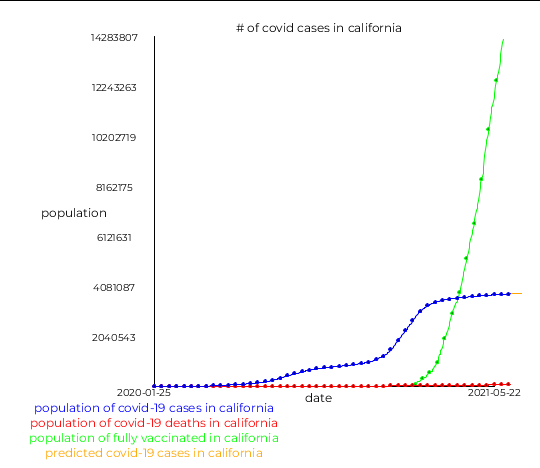 # of covid cases in california
14283807
12243263
10202719
8162175
population
6121631
4081087
2040543
2020-01-25
2021-05-22
date
population of covid-19 cases in california
population of covid-19 deaths in california
population of fully vaccinated in california
predicted covid-19 cases in california